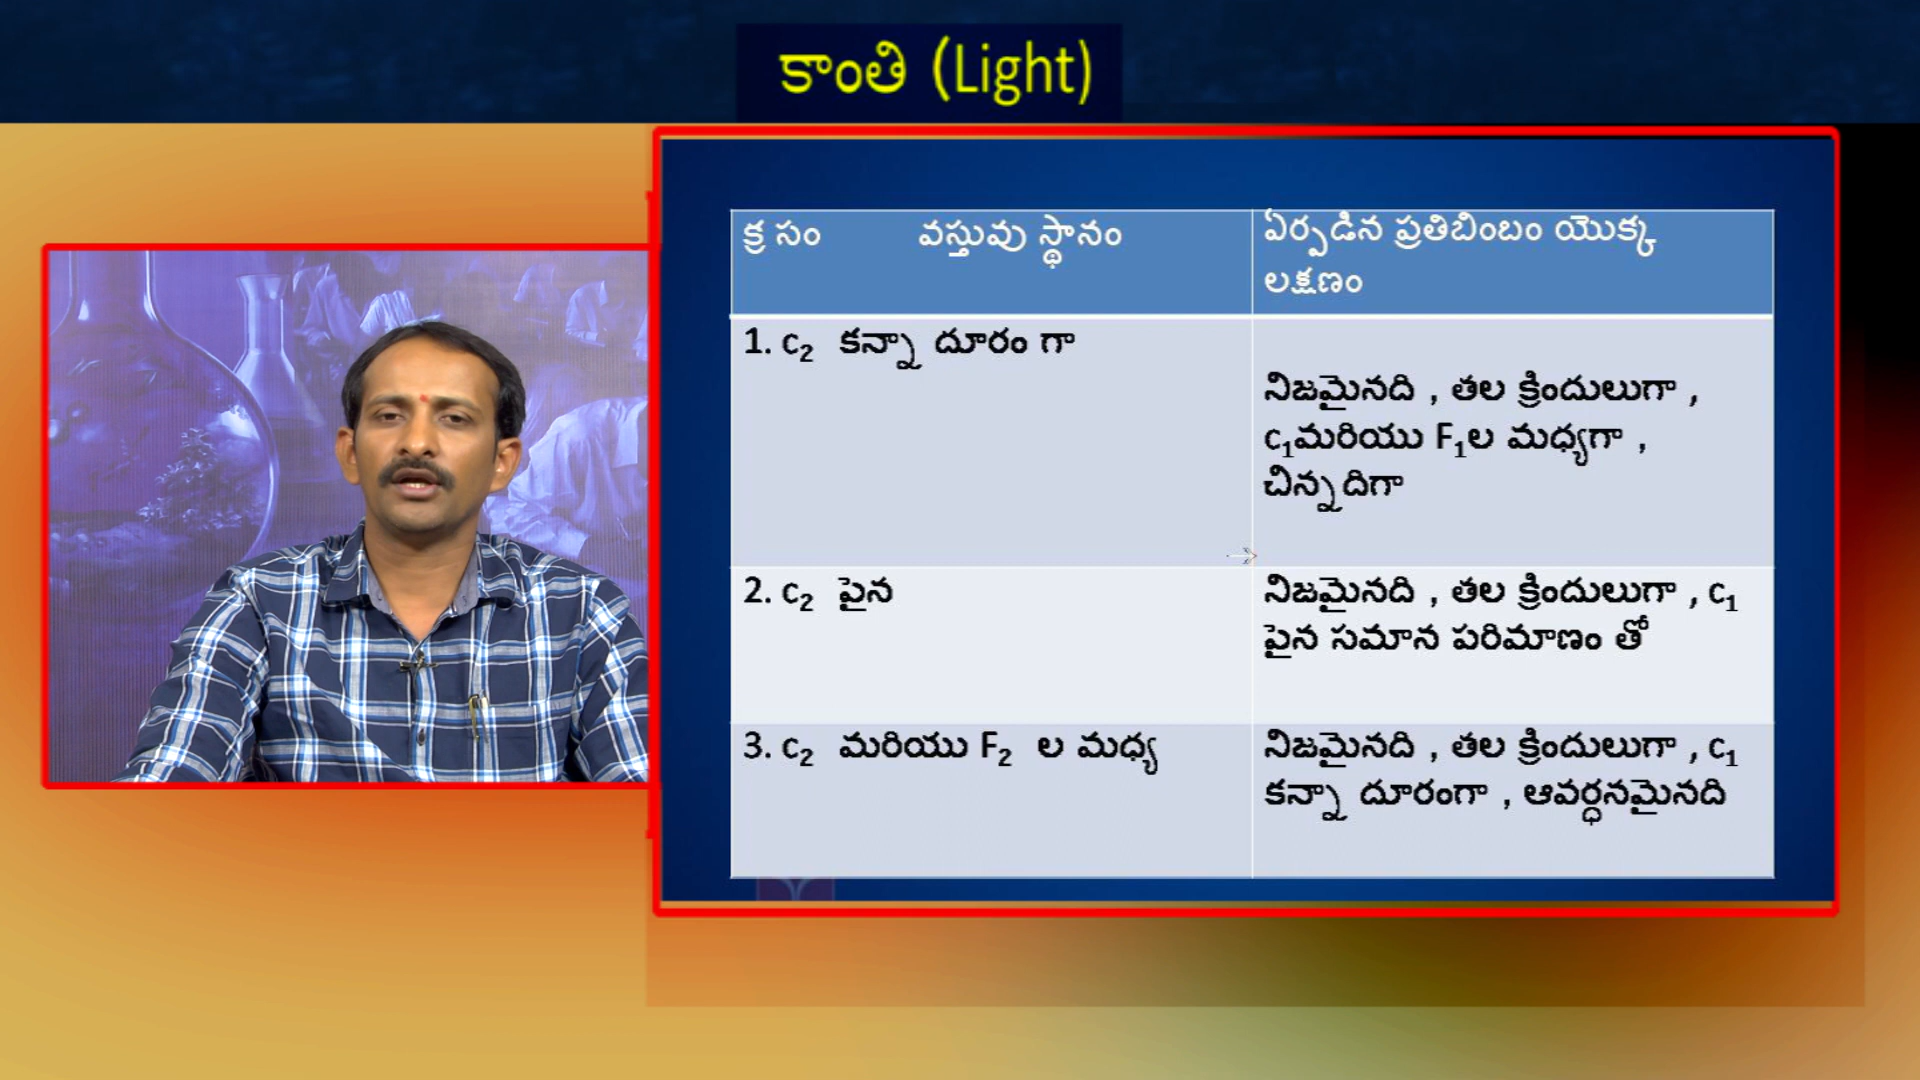 కాంతి (Light)
క్ర సం వస్తువు స్థానం
ఏర్పడిన ప్రతిబింబం యొక్క
లక్షణం
1. c₂ కన్నా దూరం గా
నిజమైనది , తల క్రిందులుగా ,
c₁మరియు F₁ల మధ్యగా ,
చిన్నదిగా
2. c₂ పైన
నిజమైనది , తల క్రిందులుగా , c₁
పైన సమాన పరిమాణం తో
3. c₂ మరియు F₂ ల మధ్య
నిజమైనది , తల క్రిందులుగా , c₁
కన్నా దూరంగా , ఆవర్ధనమైనది